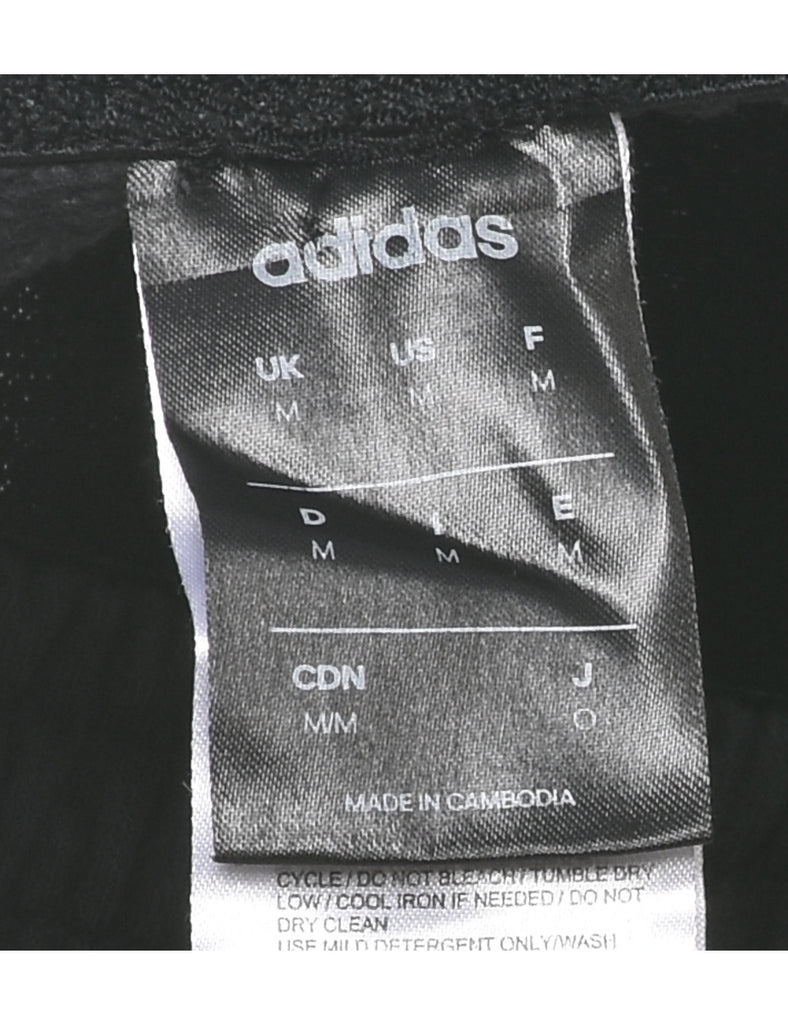 adidas
UK US F
M M M
D I E
M M M
CDN J
M/M O
MADE IN CAMBODIA
CYCLE / DO NOT BLEACH / TUMBLE DRY
LOW / COOL IRON IF NEEDED / DO NOT
DRY CLEAN
USE MILD DETERGENT ONLY/WASH